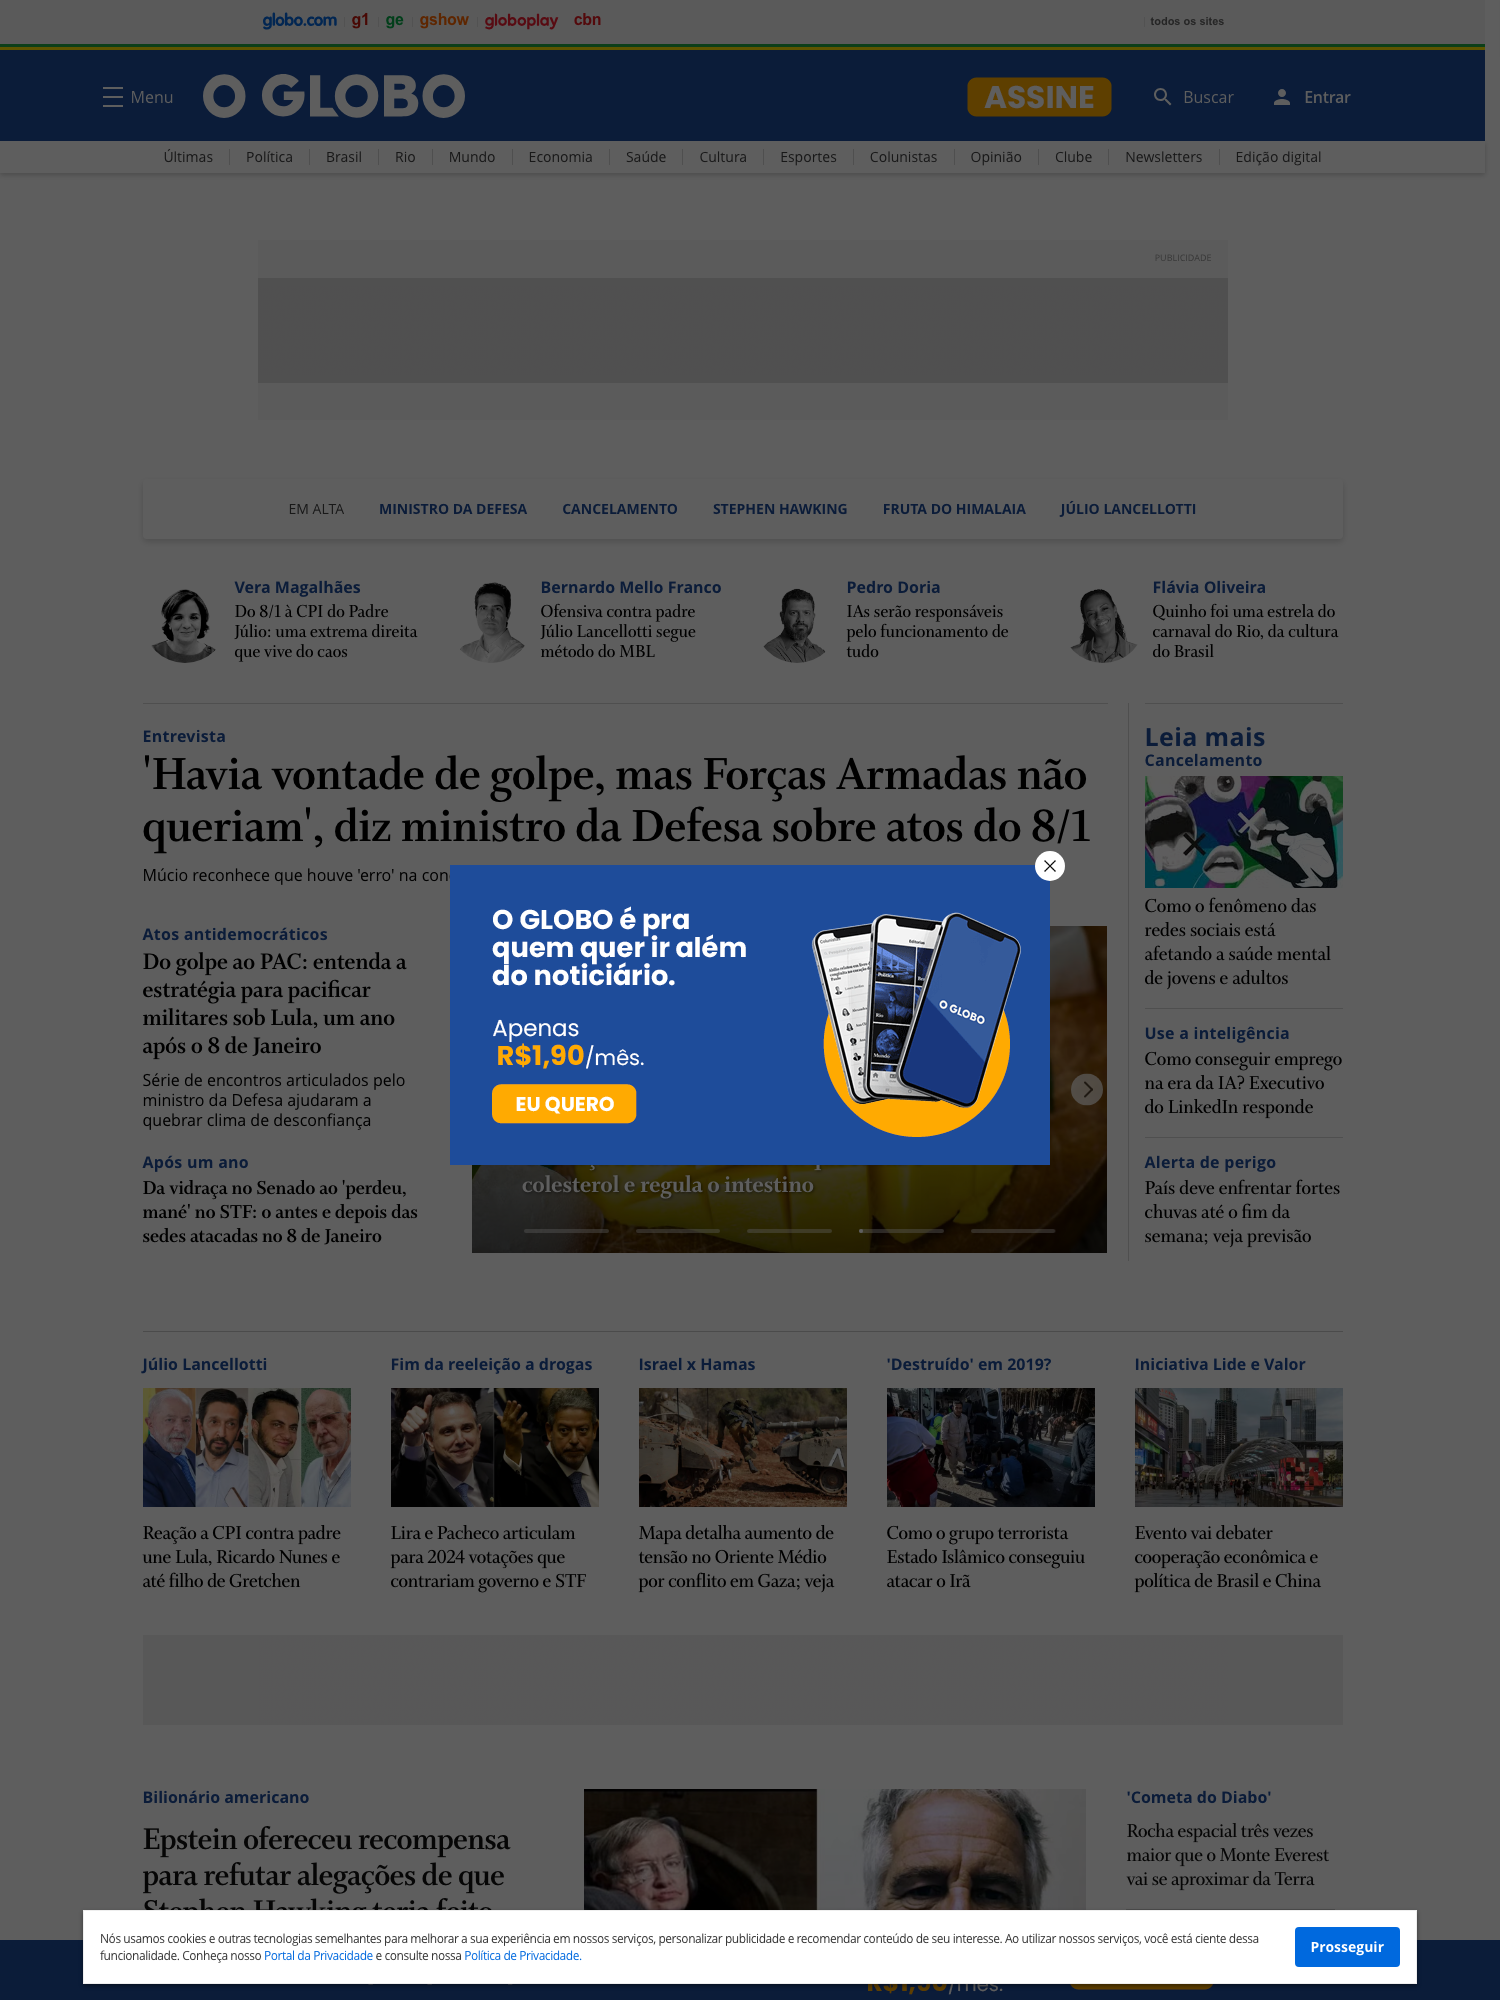 globo.com g1 ge gshow globoplay cbn todos os sites
Menu O GLOBO ASSINE Buscar Entrar
Últimas Política Brasil Rio Mundo Economia Saúde Cultura Esportes Colunistas Opinião Clube Newsletters Edição digital
PUBLICIDADE
EM ALTA MINISTRO DA DEFESA CANCELAMENTO STEPHEN HAWKING FRUTA DO HIMALAIA JÚLIO LANCELLOTTI
Vera Magalhães
Do 8/1 à CPI do Padre
Júlio: uma extrema direita
que vive do caos
Bernardo Mello Franco
Ofensiva contra padre
Júlio Lancellotti segue
método do MBL
Pedro Doria
IAs serão responsáveis
pelo funcionamento de
tudo
Flávia Oliveira
Quinho foi uma estrela do
carnaval do Rio, da cultura
do Brasil
Entrevista
'Havia vontade de golpe, mas Forças Armadas não
queriam', diz ministro da Defesa sobre atos do 8/1
Múcio reconhece que houve 'erro' na
Atos antidemocráticos
Do golpe ao PAC: entenda a
estratégia para pacificar
militares sob Lula, um ano
após o 8 de Janeiro
Série de encontros articulados pelo
ministro da Defesa ajudaram a
quebrar clima de desconfiança
Após um ano
Da vidraça no Senado ao 'perdeu,
mané' no STF: o antes e depois das
sedes atacadas no 8 de Janeiro
O GLOBO é pra
quem quer ir além
do noticiário.
Apenas
R$1,90/mês.
EU QUERO
O GLOBO
colesterol e regula o intestino
Leia mais
Cancelamento
Como o fenômeno das
redes sociais está
afetando a saúde mental
de jovens e adultos
Use a inteligência
Como conseguir emprego
na era da IA? Executivo
do LinkedIn responde
Alerta de perigo
País deve enfrentar fortes
chuvas até o fim da
semana; veja previsão
Júlio Lancellotti
Reação a CPI contra padre
une Lula, Ricardo Nunes e
até filho de Gretchen
Fim da reeleição a drogas
Lira e Pacheco articulam
para 2024 votações que
contrariam governo e STF
Israel x Hamas
Mapa detalha aumento de
tensão no Oriente Médio
por conflito em Gaza; veja
'Destruído' em 2019?
Como o grupo terrorista
Estado Islâmico conseguiu
atacar o Irã
Iniciativa Lide e Valor
Evento vai debater
cooperação econômica e
política de Brasil e China
Bilionário americano
Epstein ofereceu recompensa
para refutar alegações de que
Stephen Hawking teria feito
'Cometa do Diabo'
Rocha espacial três vezes
maior que o Monte Everest
vai se aproximar da Terra
Nós usamos cookies e outras tecnologias semelhantes para melhorar a sua experiência em nossos serviços, personalizar publicidade e recomendar conteúdo de seu interesse. Ao utilizar nossos serviços, você está ciente dessa
funcionalidade. Conheça nosso Portal da Privacidade e consulte nossa Política de Privacidade.
Prosseguir
R$1,90/mês.